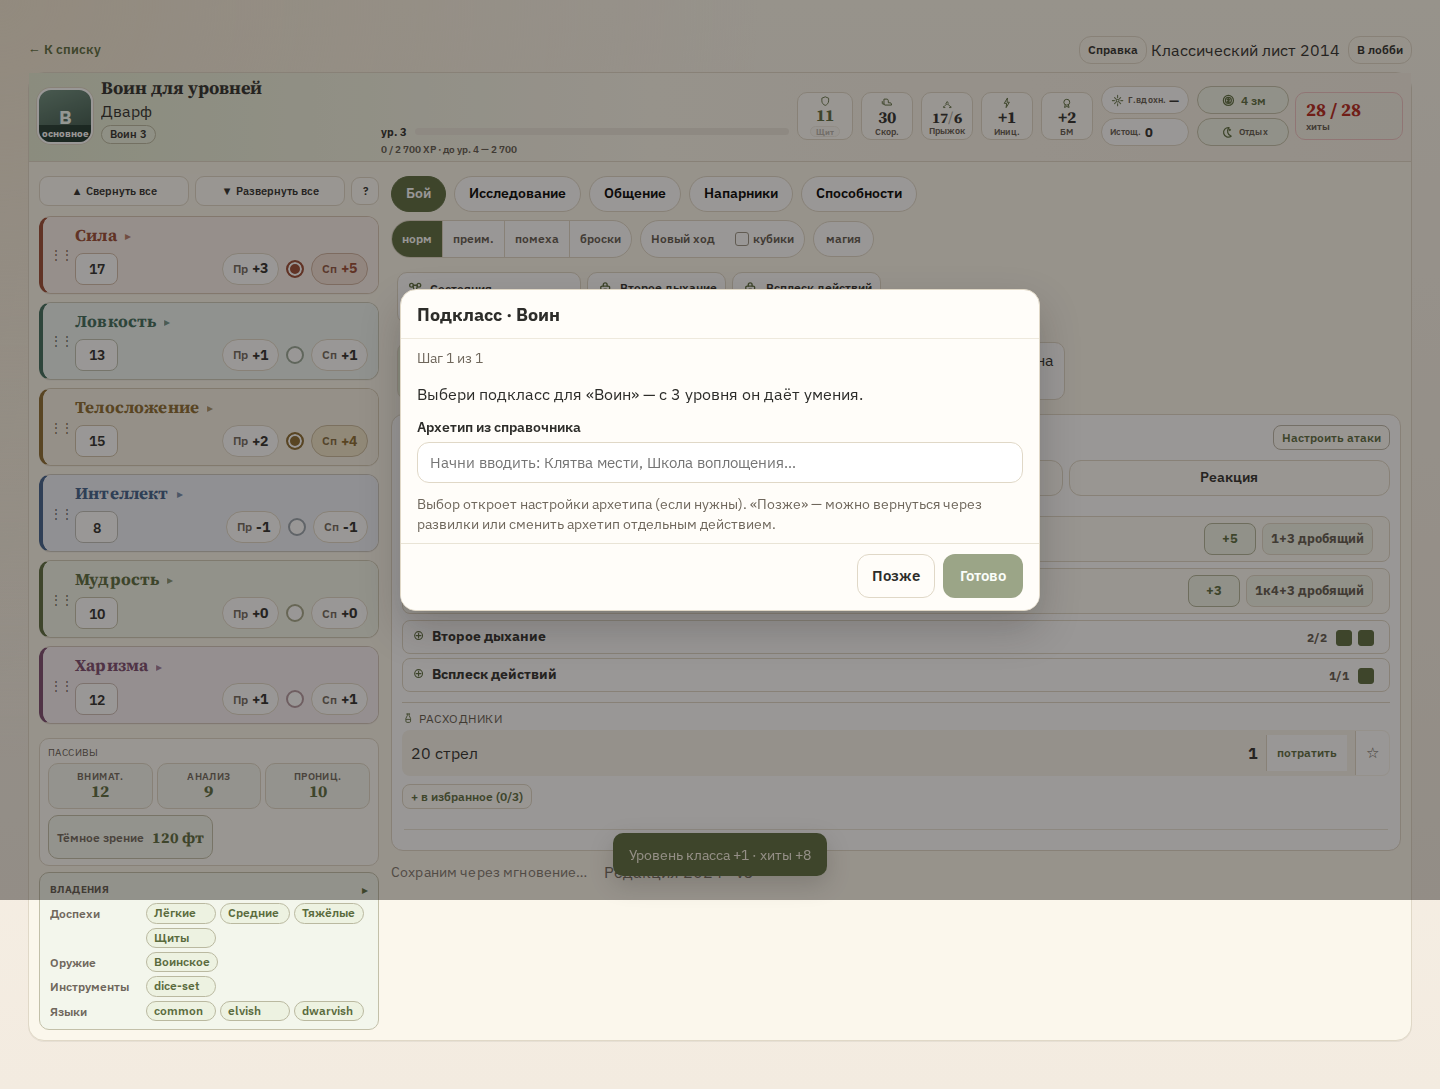 ← К списку
Справка Классический лист 2014 В лобби
В
основное
Воин для уровней
Дварф
Воин 3
ур. 3
0 / 2 700 XP · до ур. 4 — 2 700
11
Щит
30
Скор.
17/6
Прыжок
+1
Иниц.
+2
БМ
Г.вдохн. —
Истощ. 0
4 зм
Отдых
28 / 28
хиты
▲ Свернуть все ▼ Развернуть все ?
Сила ▸
17 Пр +3 Сп +5
Ловкость ▸
13 Пр +1 Сп +1
Телосложение ▸
15 Пр +2 Сп +4
Интеллект ▸
8 Пр -1 Сп -1
Мудрость ▸
10 Пр +0 Сп +0
Харизма ▸
12 Пр +1 Сп +1
ПАССИВЫ
ВНИМАТ. АНАЛИЗ ПРОНИЦ.
12 9 10
Тёмное зрение 120 фт
ВЛАДЕНИЯ ▸
Доспехи Лёгкие Средние Тяжёлые
Щиты
Оружие Воинское
Инструменты dice-set
Языки common elvish dwarvish
Бой Исследование Общение Напарники Способности
норм преим. помеха броски Новый ход кубики магия
Состояния Второе дыхание Всплеск действий
на
Подкласс · Воин
Шаг 1 из 1
Выбери подкласс для «Воин» — с 3 уровня он даёт умения.
Архетип из справочника
Начни вводить: Клятва мести, Школа воплощения...
Выбор откроет настройки архетипа (если нужны). «Позже» — можно вернуться через
развилки или сменить архетип отдельным действием.
Позже Готово
Настроить атаки
Реакция
+5 1+3 дробящий
+3 1к4+3 дробящий
Второе дыхание 2/2
Всплеск действий 1/1
РАСХОДНИКИ
20 стрел 1 потратить ☆
+ в избранное (0/3)
Уровень класса +1 · хиты +8
Сохраним через мгновение...